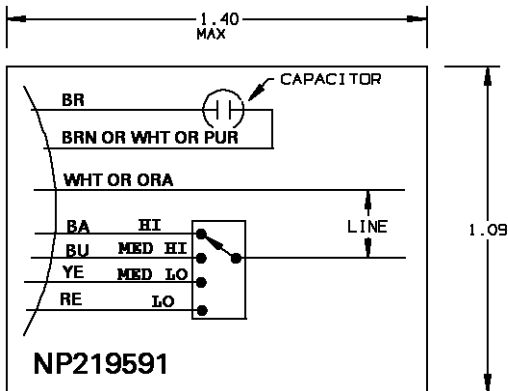 1.40
MAX
CAPACITOR
BR
BRN OR WHT OR PUR
WHT OR ORA
LINE
1.09
BA HI
BU MED HI
YE MED LO
RE LO
NP219591